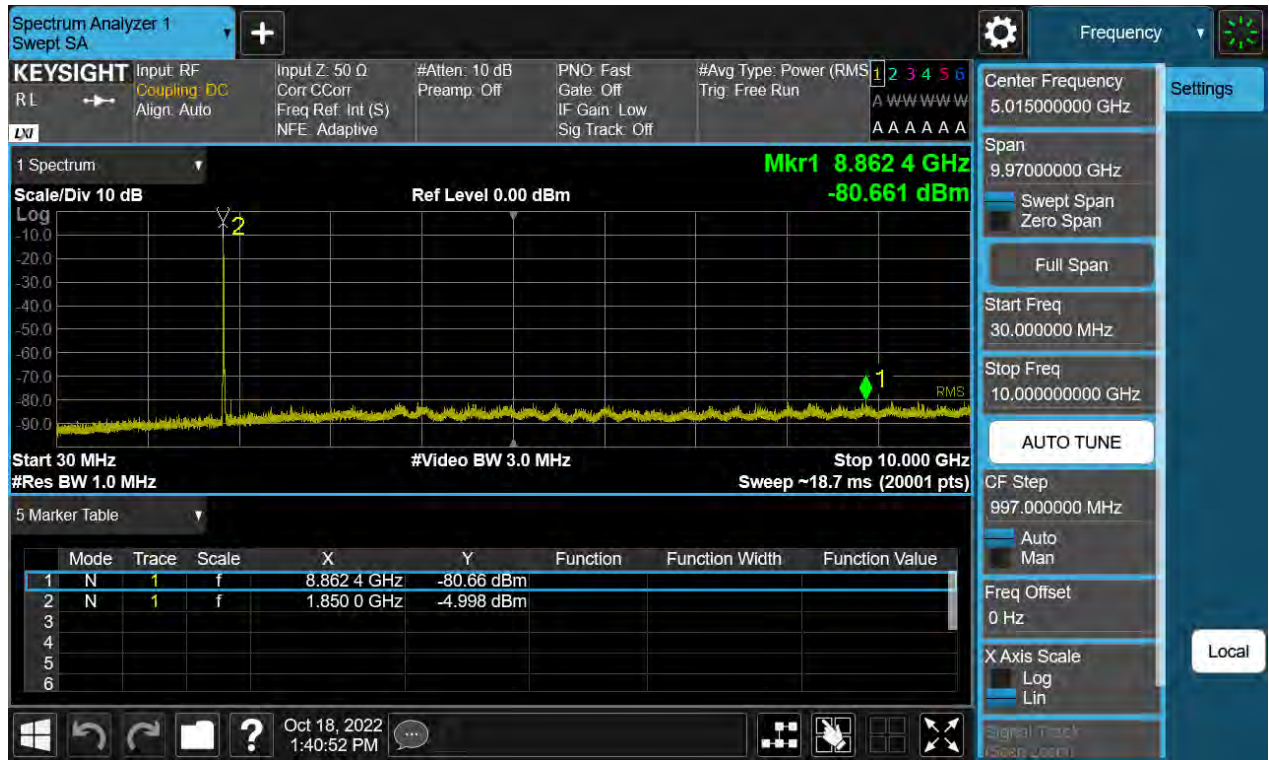 Spectrum Analyzer 1
Swept SA
+
Frequency
KEYSIGHT
RL
LXI
Input: RF
Coupling: DC
Align: Auto
Input Z: 50 Ω
Corr CCorr
Freq Ref: Int (S)
NFE: Adaptive
#Atten: 10 dB
Preamp: Off
PNO: Fast
Gate: Off
IF Gain: Low
Sig Track: Off
#Avg Type: Power (RMS
Trig: Free Run
1 2 3 4 5 6
A W W W W W
A A A A A A
1 Spectrum
Mkr1 8.862 4 GHz
Scale/Div 10 dB
Ref Level 0.00 dBm
-80.661 dBm
Log
2
-10.0
-20.0
-30.0
-40.0
-50.0
-60.0
-70.0
1
-80.0
RMS
-90.0
Start 30 MHz
#Video BW 3.0 MHz
Stop 10.000 GHz
#Res BW 1.0 MHz
Sweep ~18.7 ms (20001 pts)
5 Marker Table
Mode Trace Scale X Y Function Function Width Function Value
1 N 1 f 8.862 4 GHz -80.66 dBm
2 N 1 f 1.850 0 GHz -4.998 dBm
3
4
5
6
?
Oct 18, 2022
1:40:52 PM
Center Frequency
5.015000000 GHz
Settings
Span
9.97000000 GHz
Swept Span
Zero Span
Full Span
Start Freq
30.000000 MHz
Stop Freq
10.000000000 GHz
AUTO TUNE
CF Step
997.000000 MHz
Auto
Man
Freq Offset
0 Hz
X Axis Scale
Log
Lin
Local
Signal Track
(Span Zoom)